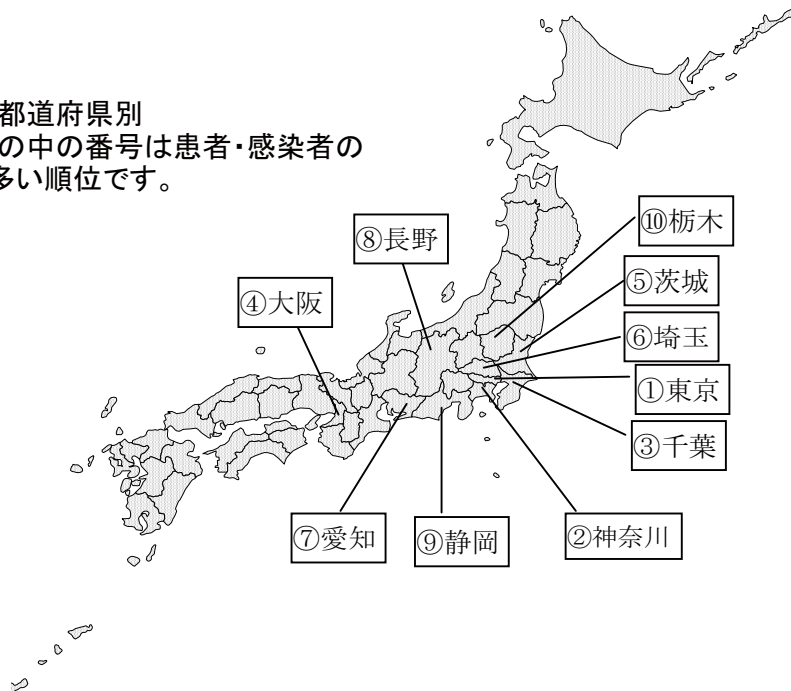 都道府県別
の中の番号は患者・感染者の
多い順位です。
⑩栃木
⑧長野
⑤茨城
④大阪
⑥埼玉
①東京
③千葉
⑦愛知
⑨静岡
②神奈川